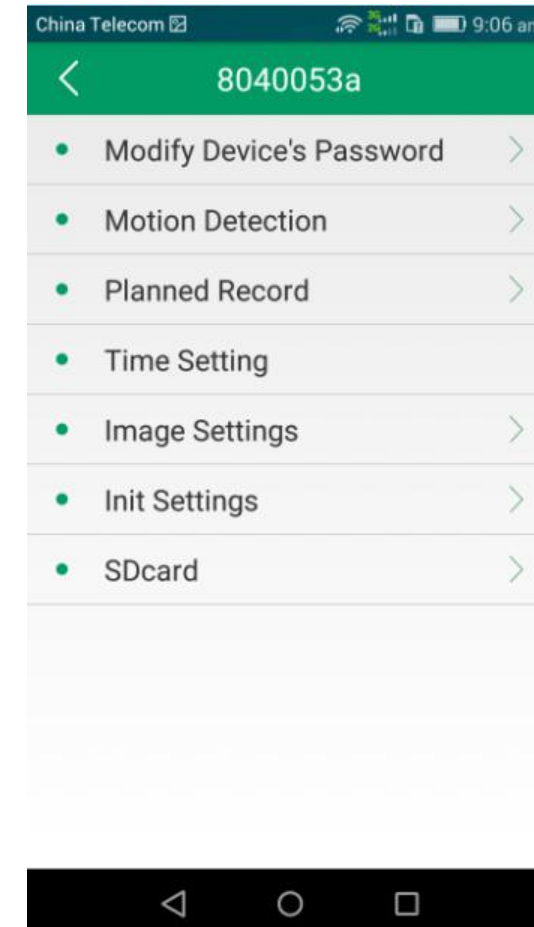 China Telecom 9:06 am
8040053a
Modify Device's Password
Motion Detection
Planned Record
Time Setting
Image Settings
Init Settings
SDcard